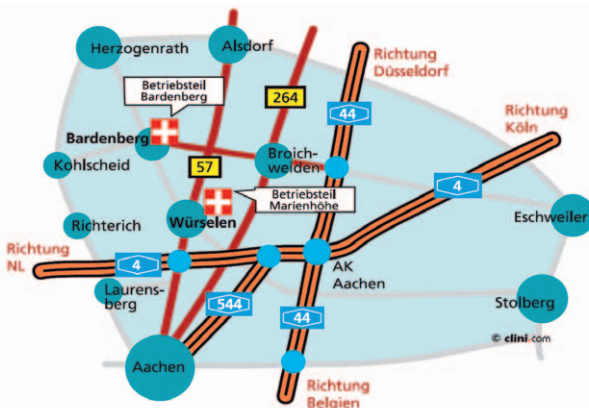 Herzogenrath
Alsdorf
Richtung
Düsseldorf
Betriebsteil
Bardenberg
264
44
Richtung
Köln
Bardenberg
Kohlscheid
57
Broich-
weiden
4
Betriebsteil
Marienhöhe
Richterich
Würselen
Eschweiler
Richtung
NL
4
AK
Aachen
Laurens-
berg
544
44
Stolberg
© clini.com
Aachen
Richtung
Belgien